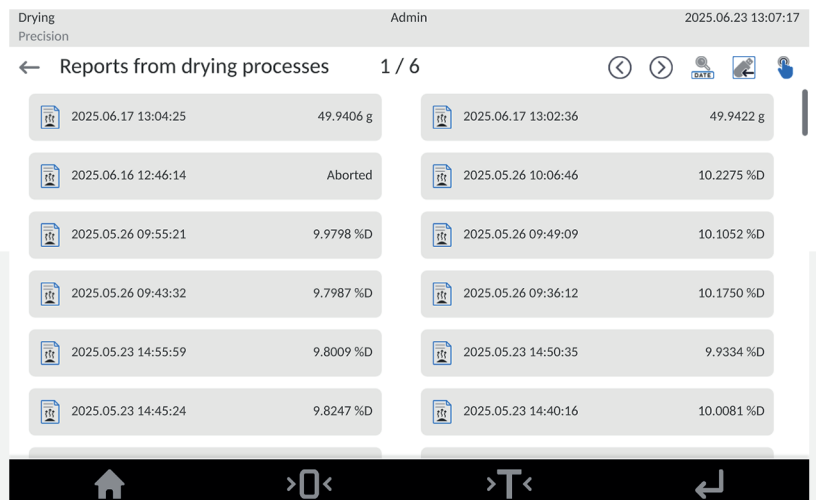 Drying Admin 2025.06.23 13:07:17
Precision
Reports from drying processes 1 / 6 DATE
2025.06.17 13:04:25 49.9406 g 2025.06.17 13:02:36 49.9422 g
2025.06.16 12:46:14 Aborted 2025.05.26 10:06:46 10.2275 %D
2025.05.26 09:55:21 9.9798 %D 2025.05.26 09:49:09 10.1052 %D
2025.05.26 09:43:32 9.7987 %D 2025.05.26 09:36:12 10.1750 %D
2025.05.23 14:55:59 9.8009 %D 2025.05.23 14:50:35 9.9334 %D
2025.05.23 14:45:24 9.8247 %D 2025.05.23 14:40:16 10.0081 %D
>0< >T<